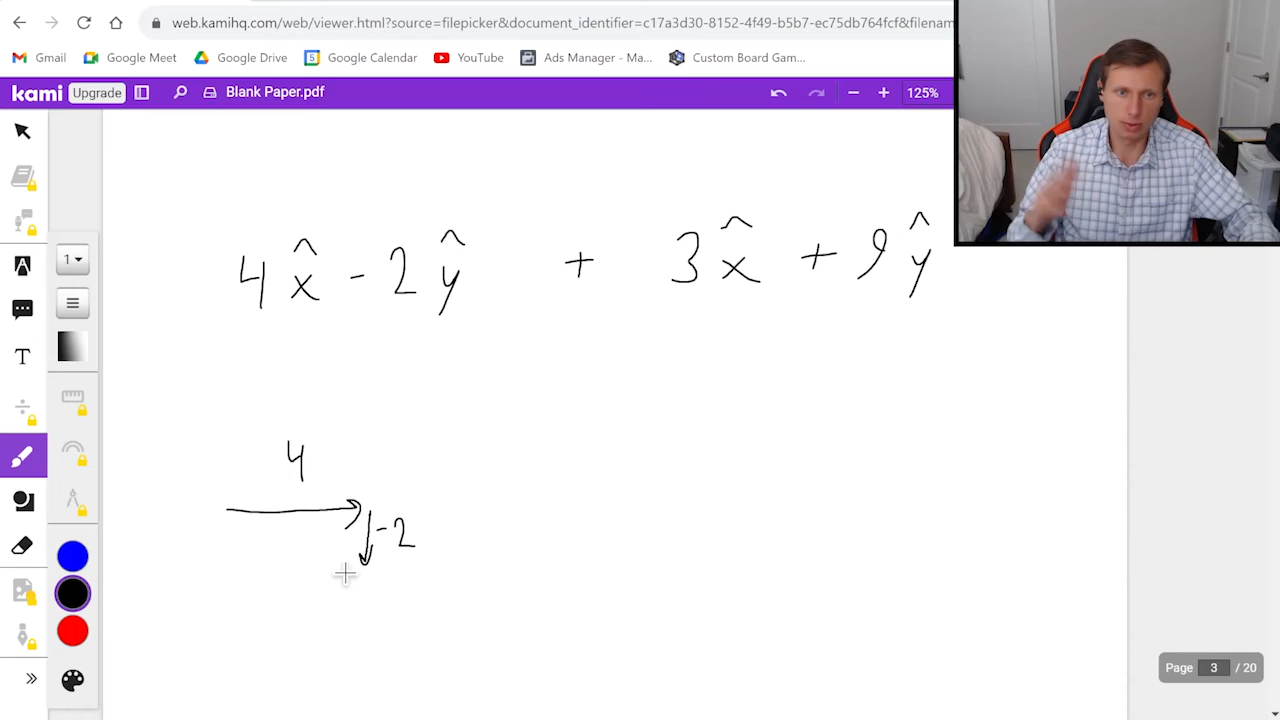 web.kamihq.com/web/viewer.html?source=filepicker&document_identifier=c17a3d30-8152-4f49-b5b7-ec75db764fcf&filenam
Gmail Google Meet Google Drive 5 Google Calendar YouTube Ads Manager - Ma... Custom Board Gam...
kami Upgrade Blank Paper.pdf 125%
4x̂ - 2ŷ + 3x̂ + 9ŷ
1
T
4
-2
Page 3 / 20